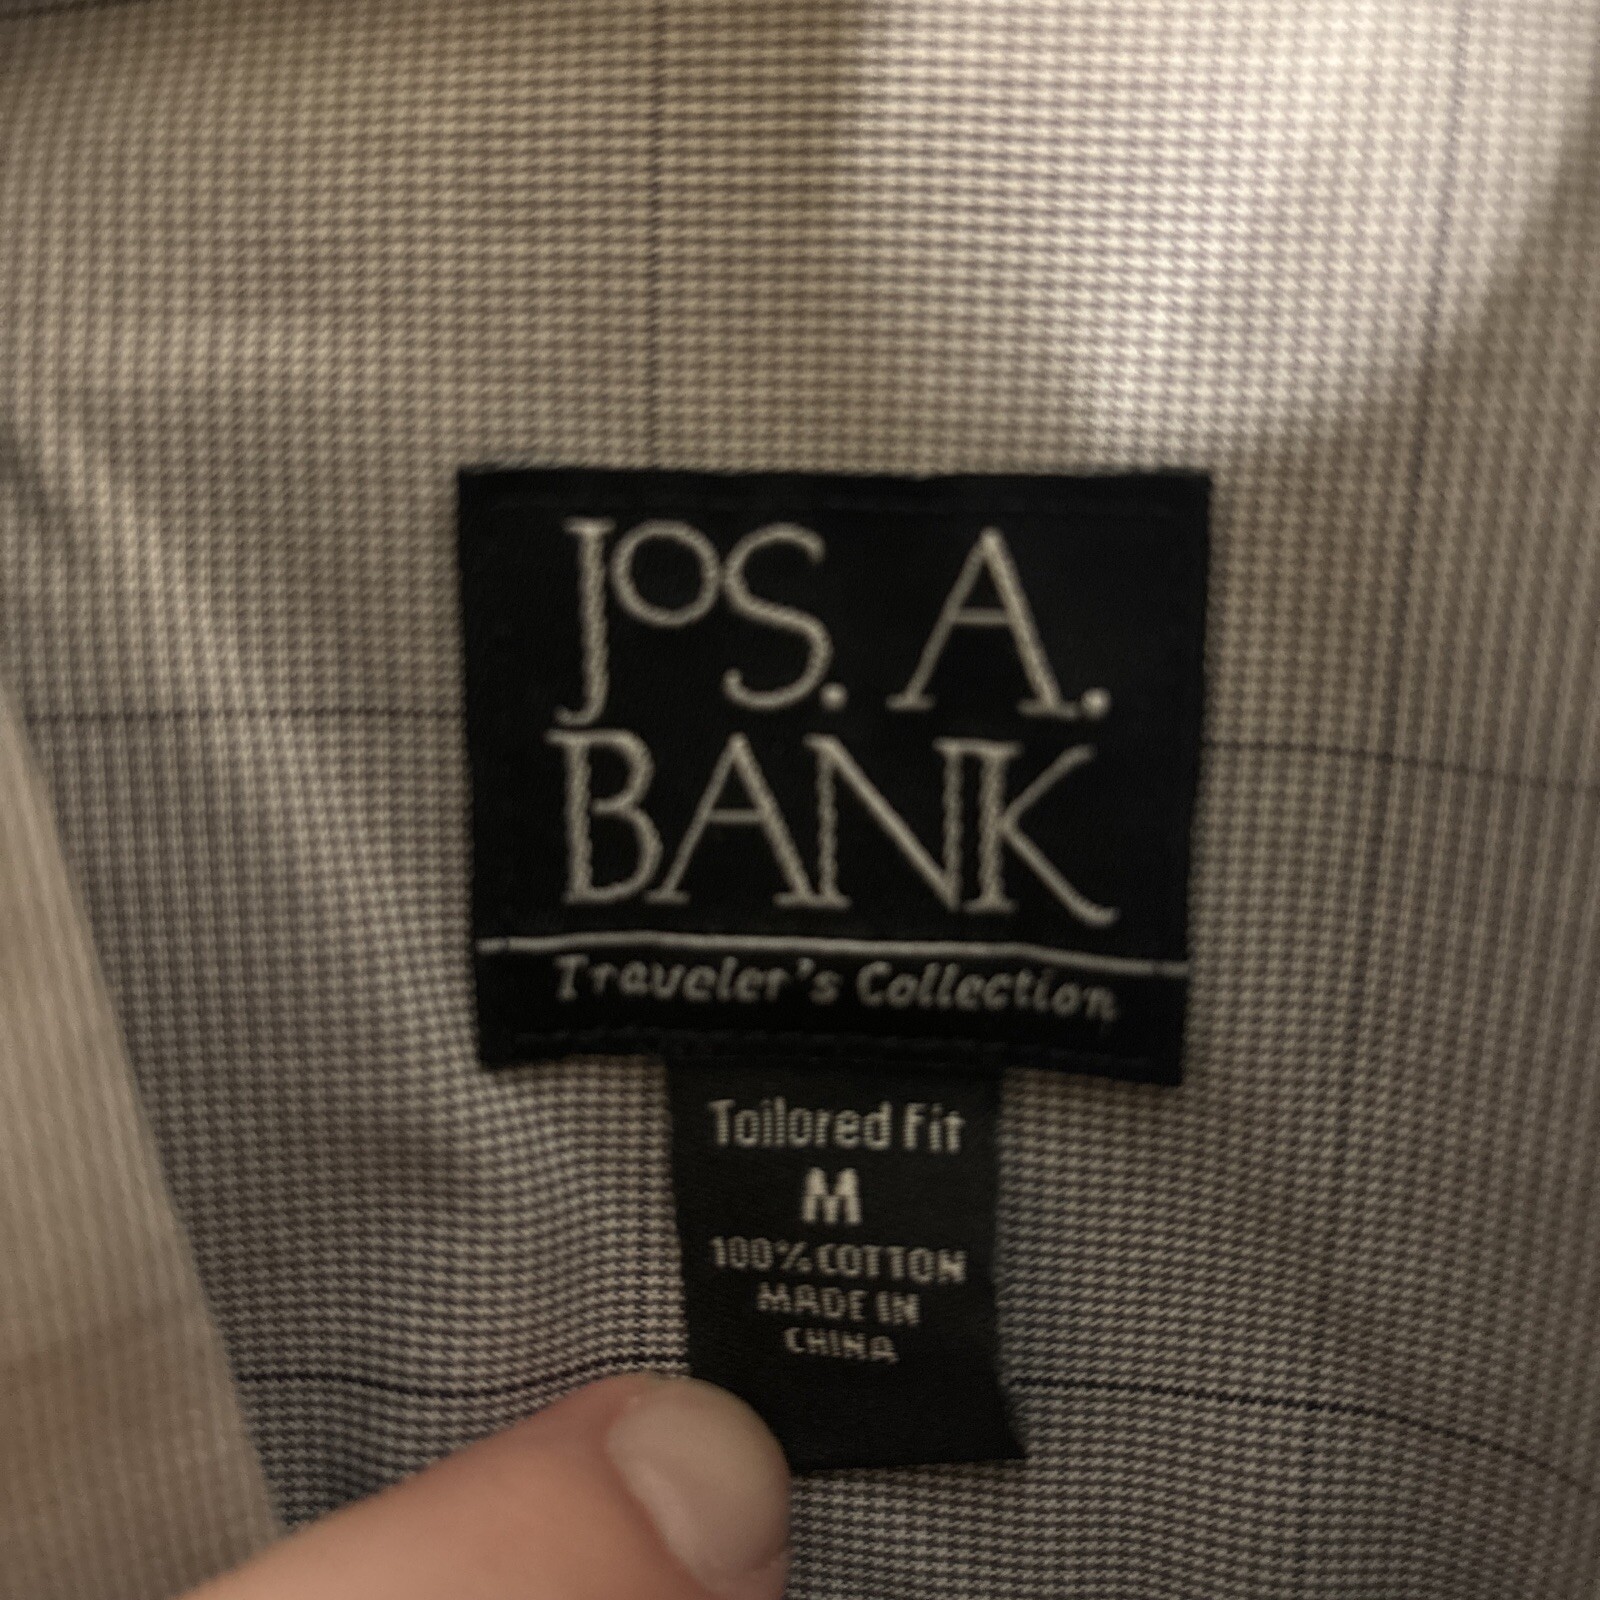 JOS. A.
BANK
Traveler's Collection
Tailored Fit
M
100% COTTON
MADE IN
CHINA